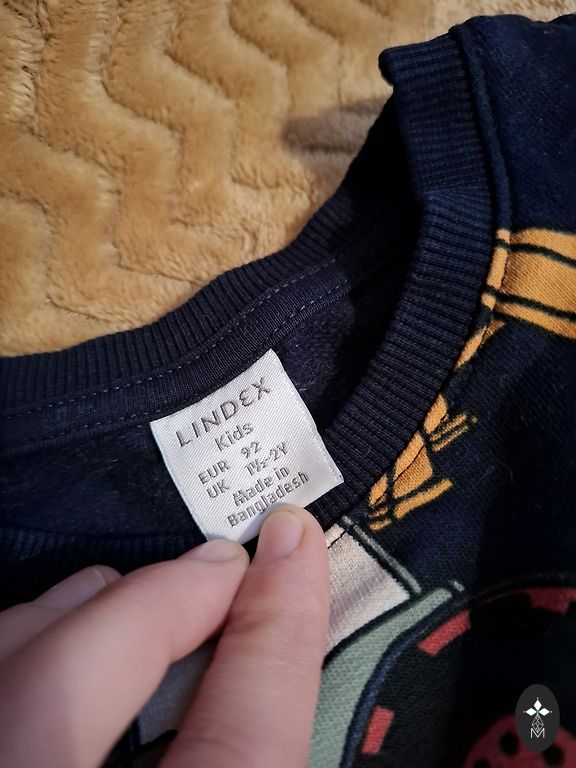 LINDEX
Kids
EUR 92
UK 1½-2Y
Made in
Bangladesh
M